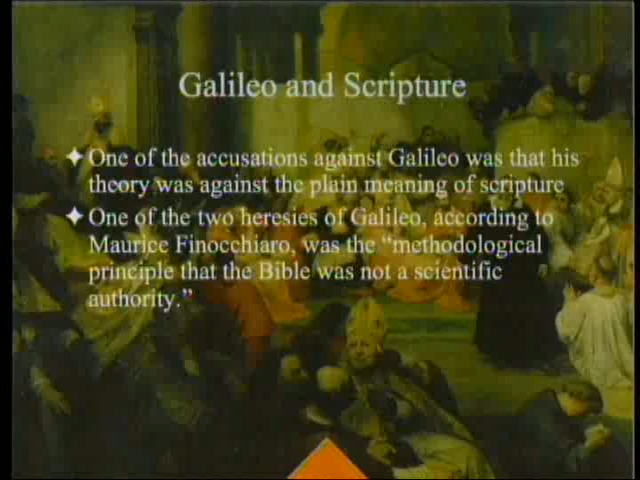 Galileo and Scripture
One of the accusations against Galileo was that his
theory was against the plain meaning of scripture
One of the two heresies of Galileo, according to
Maurice Finocchiaro, was the “methodological
principle that the Bible was not a scientific
authority.”